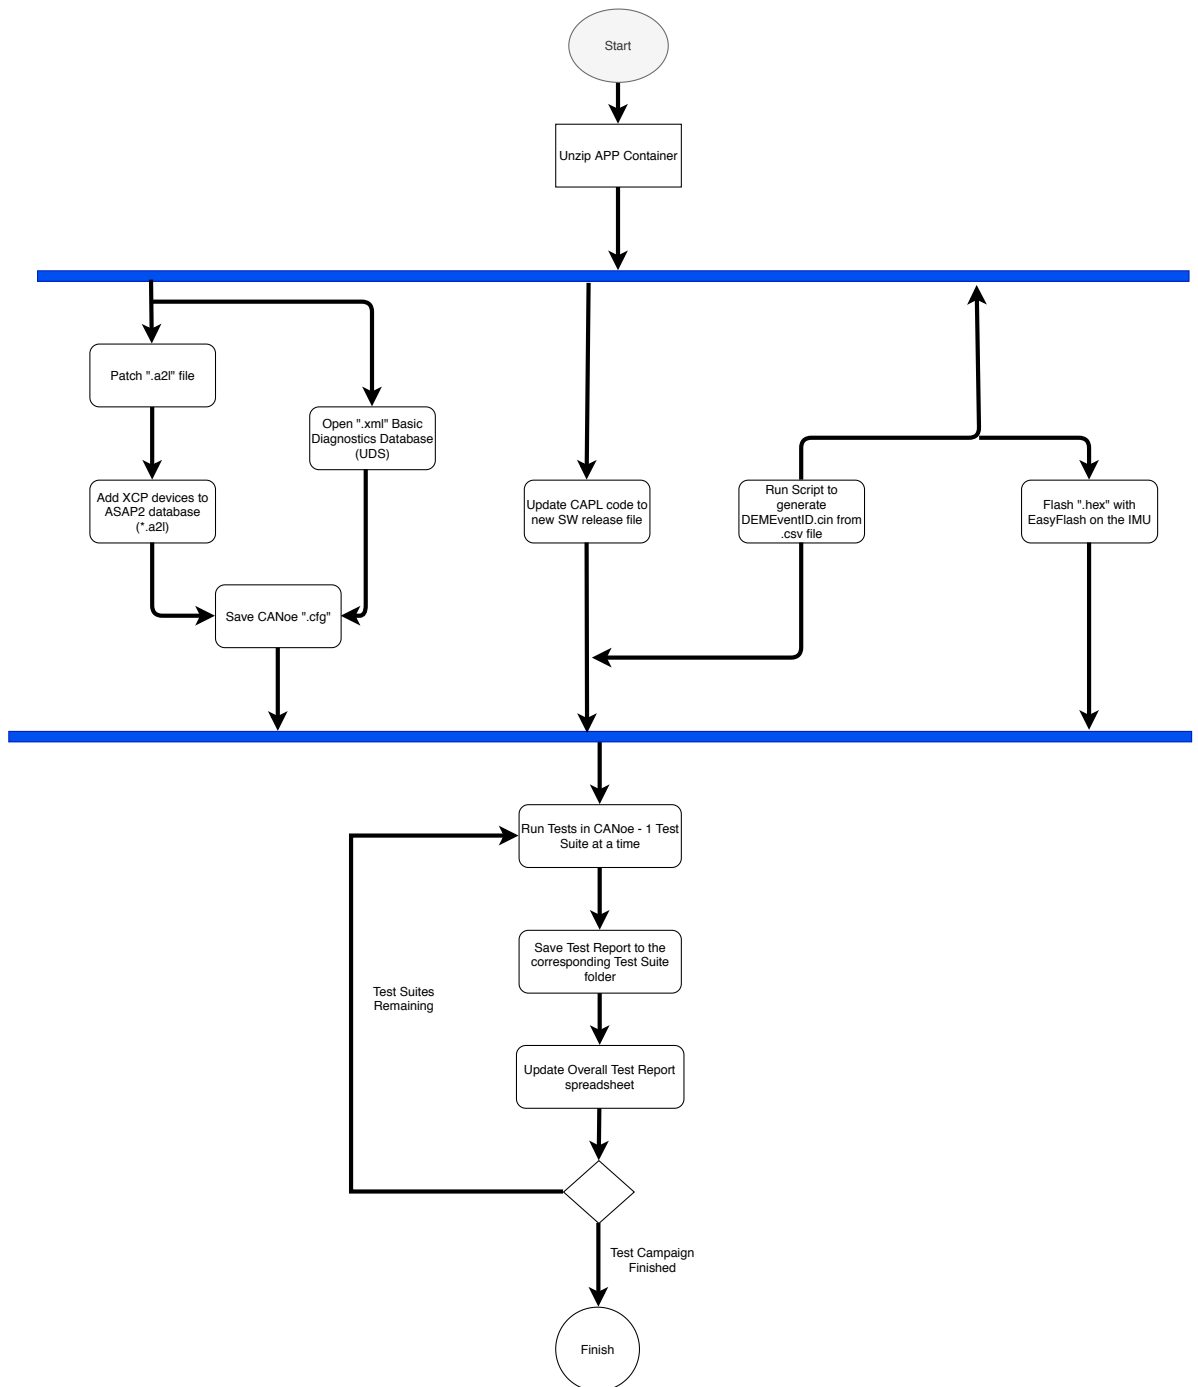 Start
Unzip APP Container
Patch ".a2l" file
Open ".xml" Basic
Diagnostics Database
(UDS)
Add XCP devices to
ASAP2 database
(*.a2l)
Update CAPL code to
new SW release file
Run Script to
generate
DEMEventID.cin from
.csv file
Flash ".hex" with
EasyFlash on the IMU
Save CANoe ".cfg"
Run Tests in CANoe - 1 Test
Suite at a time
Save Test Report to the
corresponding Test Suite
folder
Test Suites
Remaining
Update Overall Test Report
spreadsheet
Test Campaign
Finished
Finish